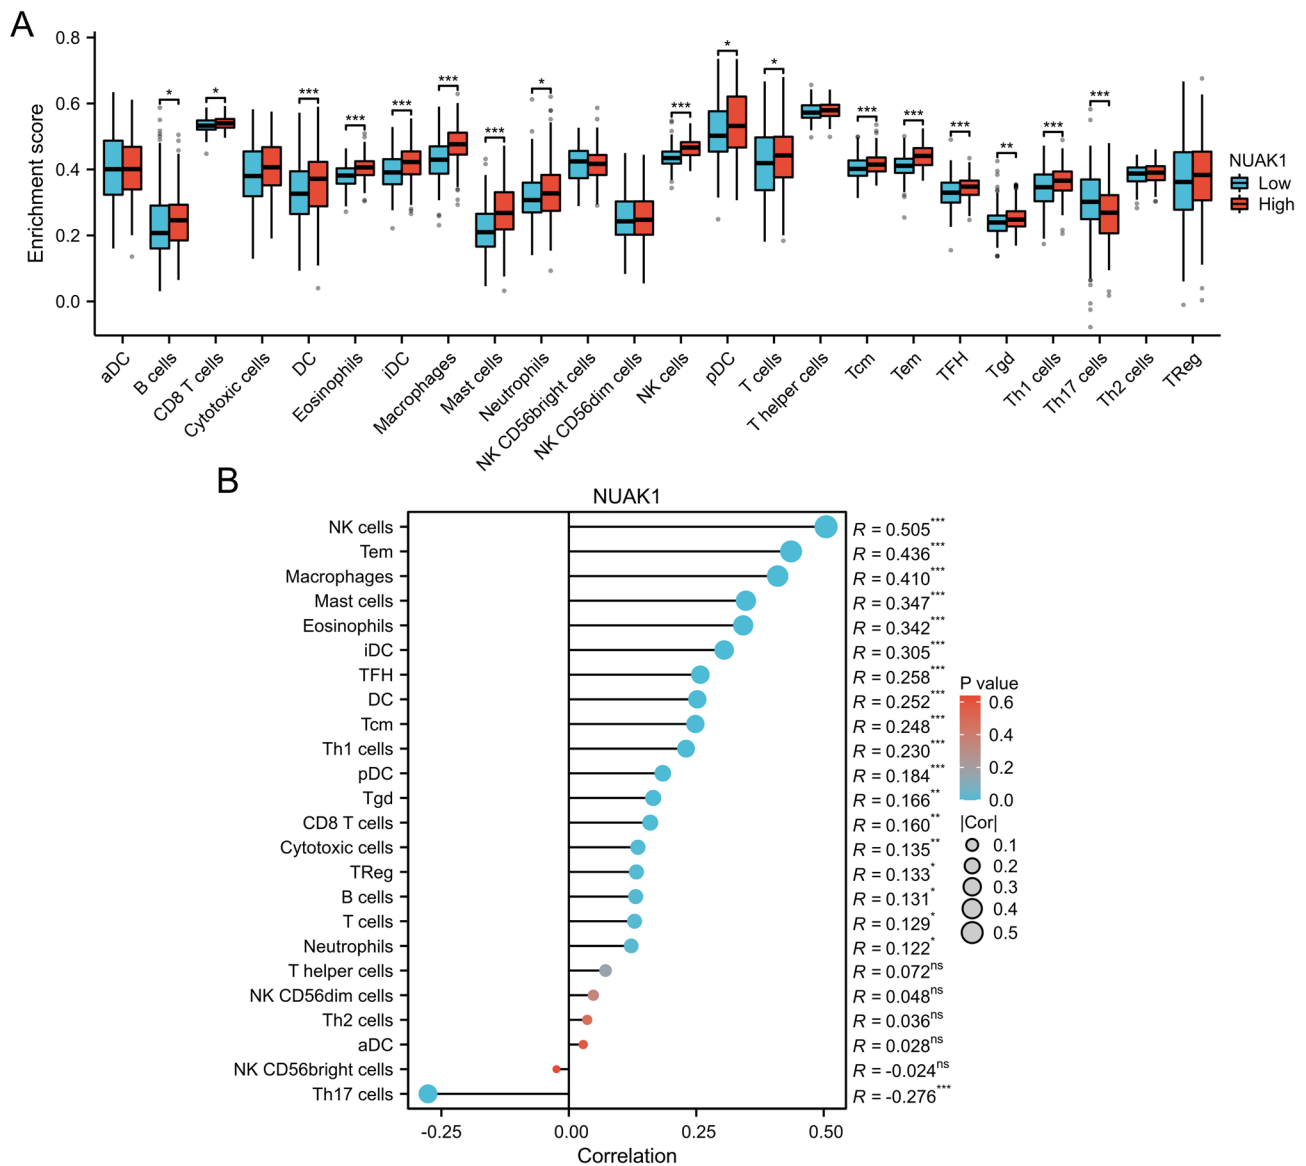 A
0.8
0.6
0.4
0.2
0.0
Enrichment score
* * *** *** *** *** *** * *** * * *** *** *** ** *** ***
aDC
B cells
CD8 T cells
Cytotoxic cells
DC
Eosinophils
iDC
Macrophages
Mast cells
Neutrophils
NK CD56bright cells
NK CD56dim cells
NK cells
pDC
T cells
T helper cells
Tcm
Tem
TFH
Tgd
Th1 cells
Th17 cells
Th2 cells
TReg
NUAK1
Low
High
B
NUAK1
NK cells R = 0.505***
Tem R = 0.436***
Macrophages R = 0.410***
Mast cells R = 0.347***
Eosinophils R = 0.342***
iDC R = 0.305***
TFH R = 0.258***
DC R = 0.252***
Tcm R = 0.248***
Th1 cells R = 0.230***
pDC R = 0.184***
Tgd R = 0.166**
CD8 T cells R = 0.160**
Cytotoxic cells R = 0.135**
TReg R = 0.133*
B cells R = 0.131*
T cells R = 0.129*
Neutrophils R = 0.122*
T helper cells R = 0.072ns
NK CD56dim cells R = 0.048ns
Th2 cells R = 0.036ns
aDC R = 0.028ns
NK CD56bright cells R = -0.024ns
Th17 cells R = -0.276***
-0.25 0.00 0.25 0.50
Correlation
P value
0.6
0.4
0.2
0.0
|Cor|
0.1
0.2
0.3
0.4
0.5